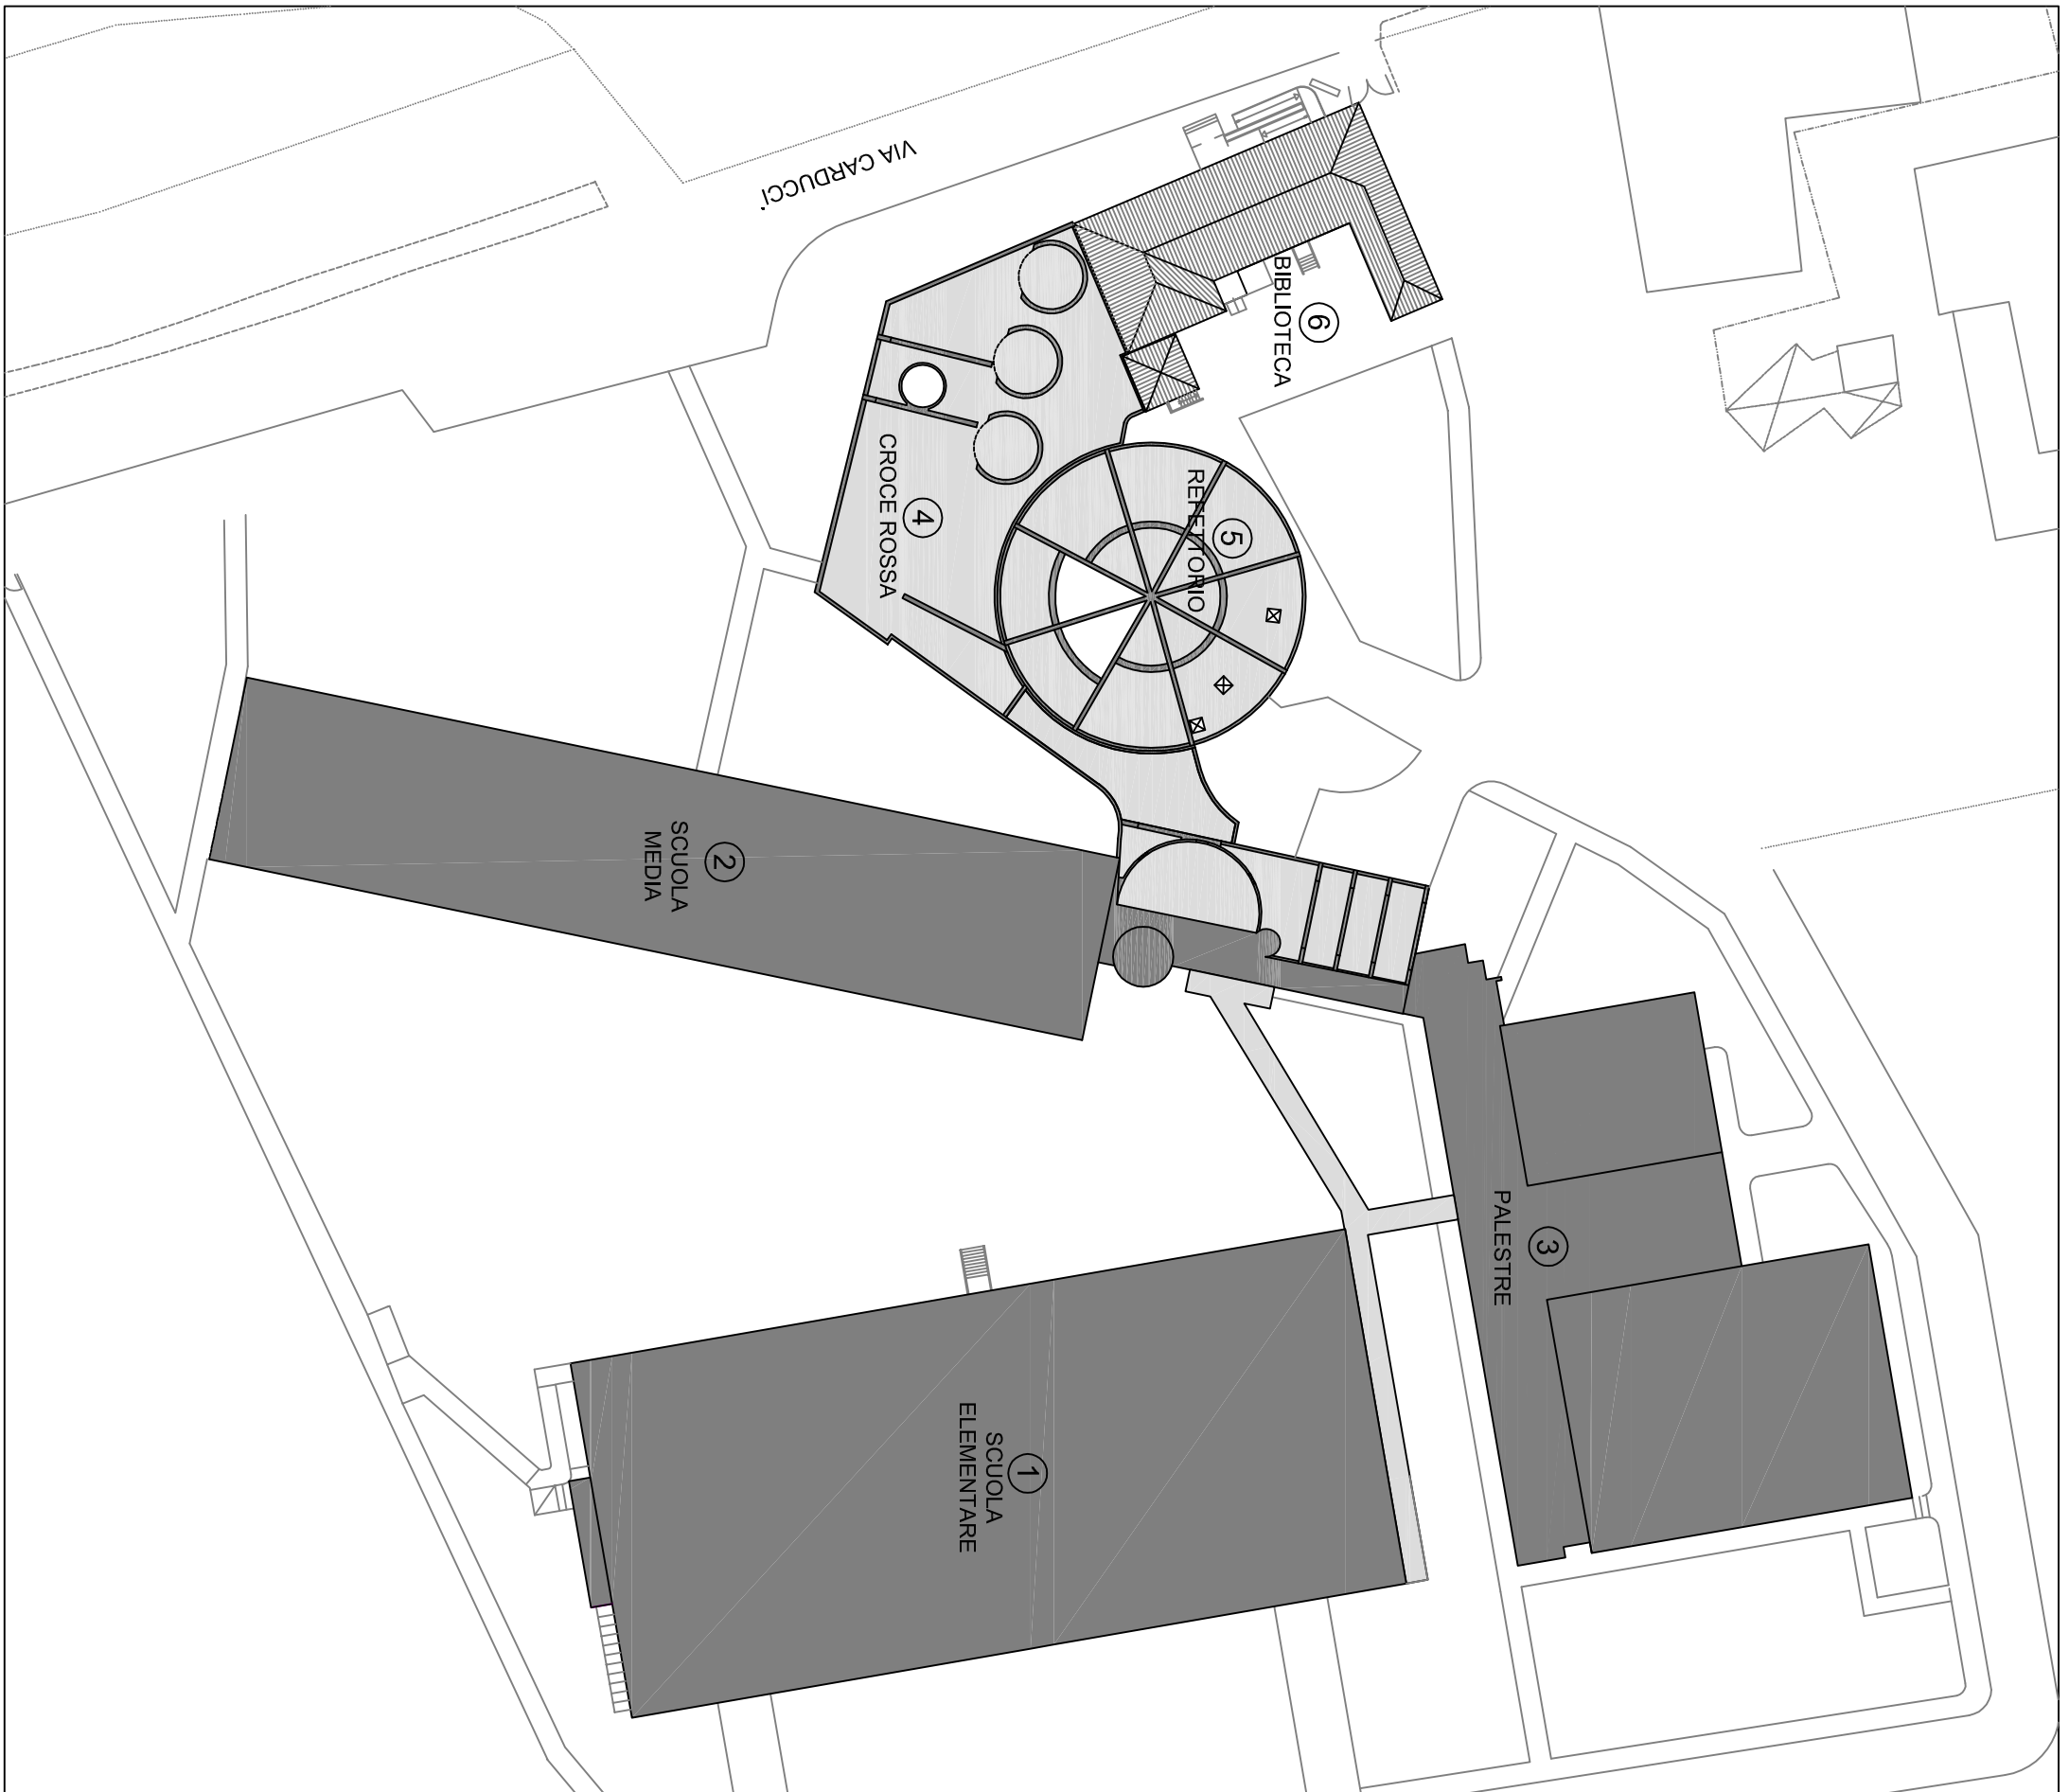 VIA CARDUCCI
6
BIBLIOTECA
5
REFETTORIO
4
CROCE ROSSA
2
SCUOLA
MEDIA
3
PALESTRE
1
SCUOLA
ELEMENTARE